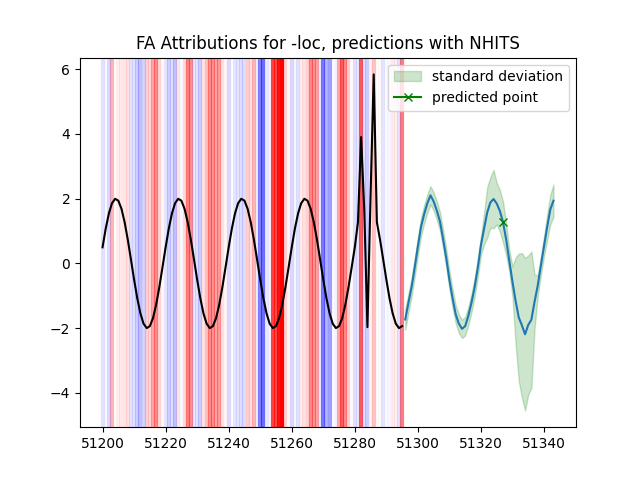 FA Attributions for -loc, predictions with NHITS
standard deviation
predicted point
6
4
2
0
−2
−4
51200 51220 51240 51260 51280 51300 51320 51340